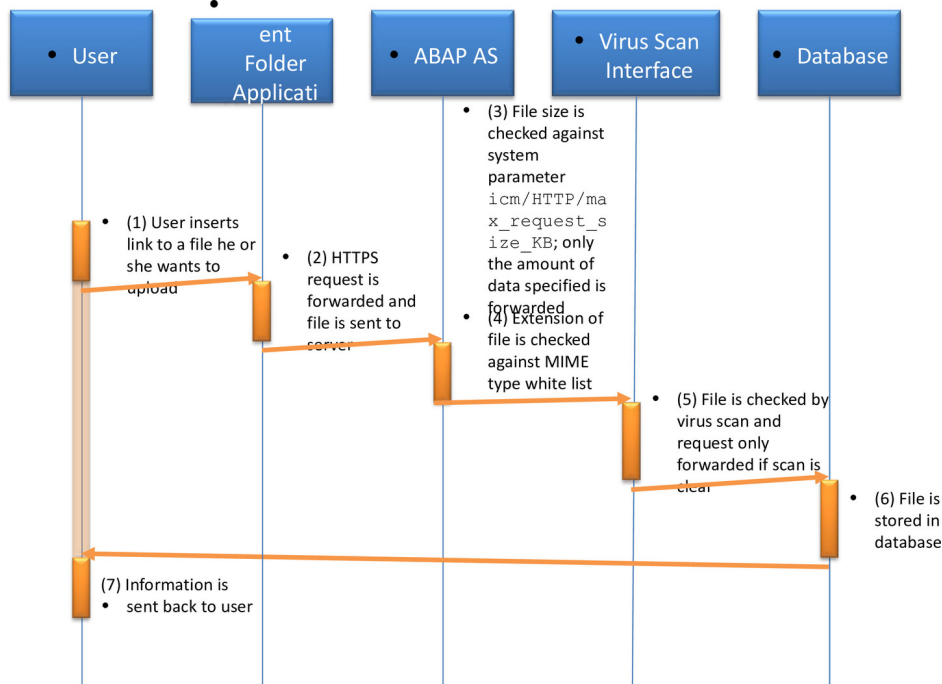 • User
•
ent
Folder
Applicati
• ABAP AS
• Virus Scan
Interface
• Database
• (1) User inserts
link to a file he or
she wants to
upload
• (2) HTTPS
request is
forwarded and
file is sent to
server
• (3) File size is
checked against
system
parameter
icm/HTTP/ma
x_request_s
ize_KB; only
the amount of
data specified is
forwarded
• (4) Extension of
file is checked
against MIME
type white list
• (5) File is checked by
virus scan and
request only
forwarded if scan is
clear
• (6) File is
stored in
database
(7) Information is
• sent back to user